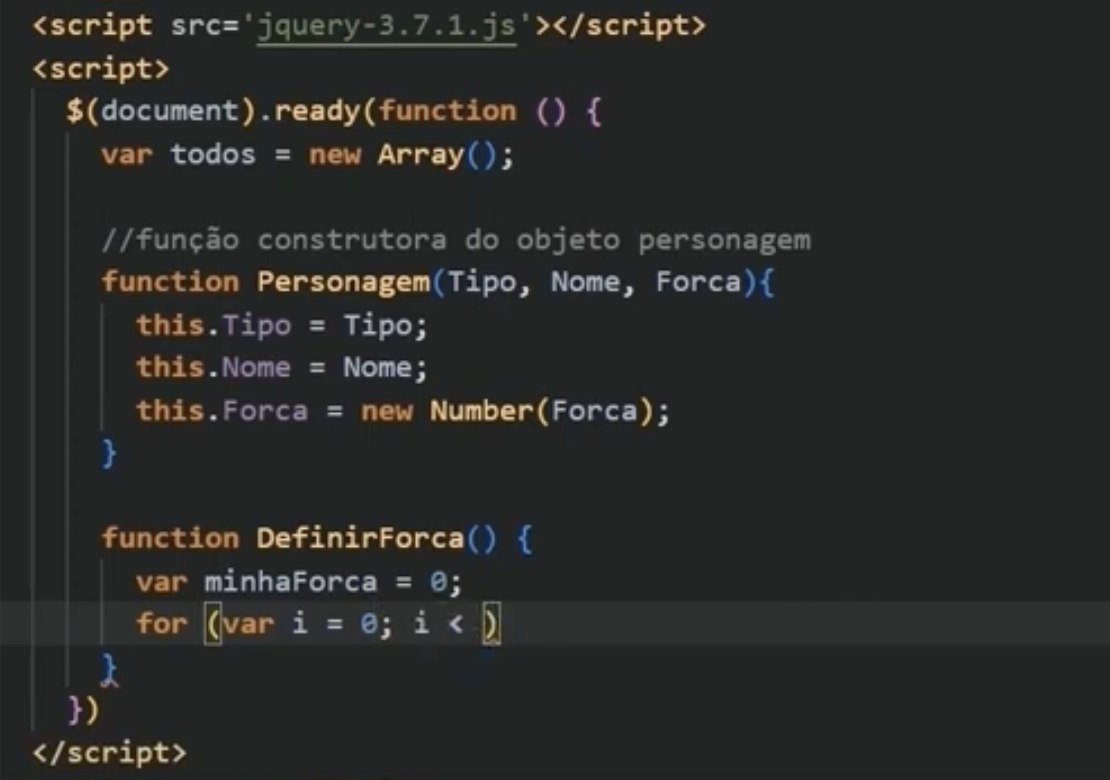 <script src='jquery-3.7.1.js'></script>
<script>
$(document).ready(function () {
var todos = new Array();
//função construtora do objeto personagem
function Personagem(Tipo, Nome, Forca){
this.Tipo = Tipo;
this.Nome = Nome;
this.Forca = new Number(Forca);
}
function DefinirForca() {
var minhaForca = 0;
for (var i = 0; i < )
}
})
</script>